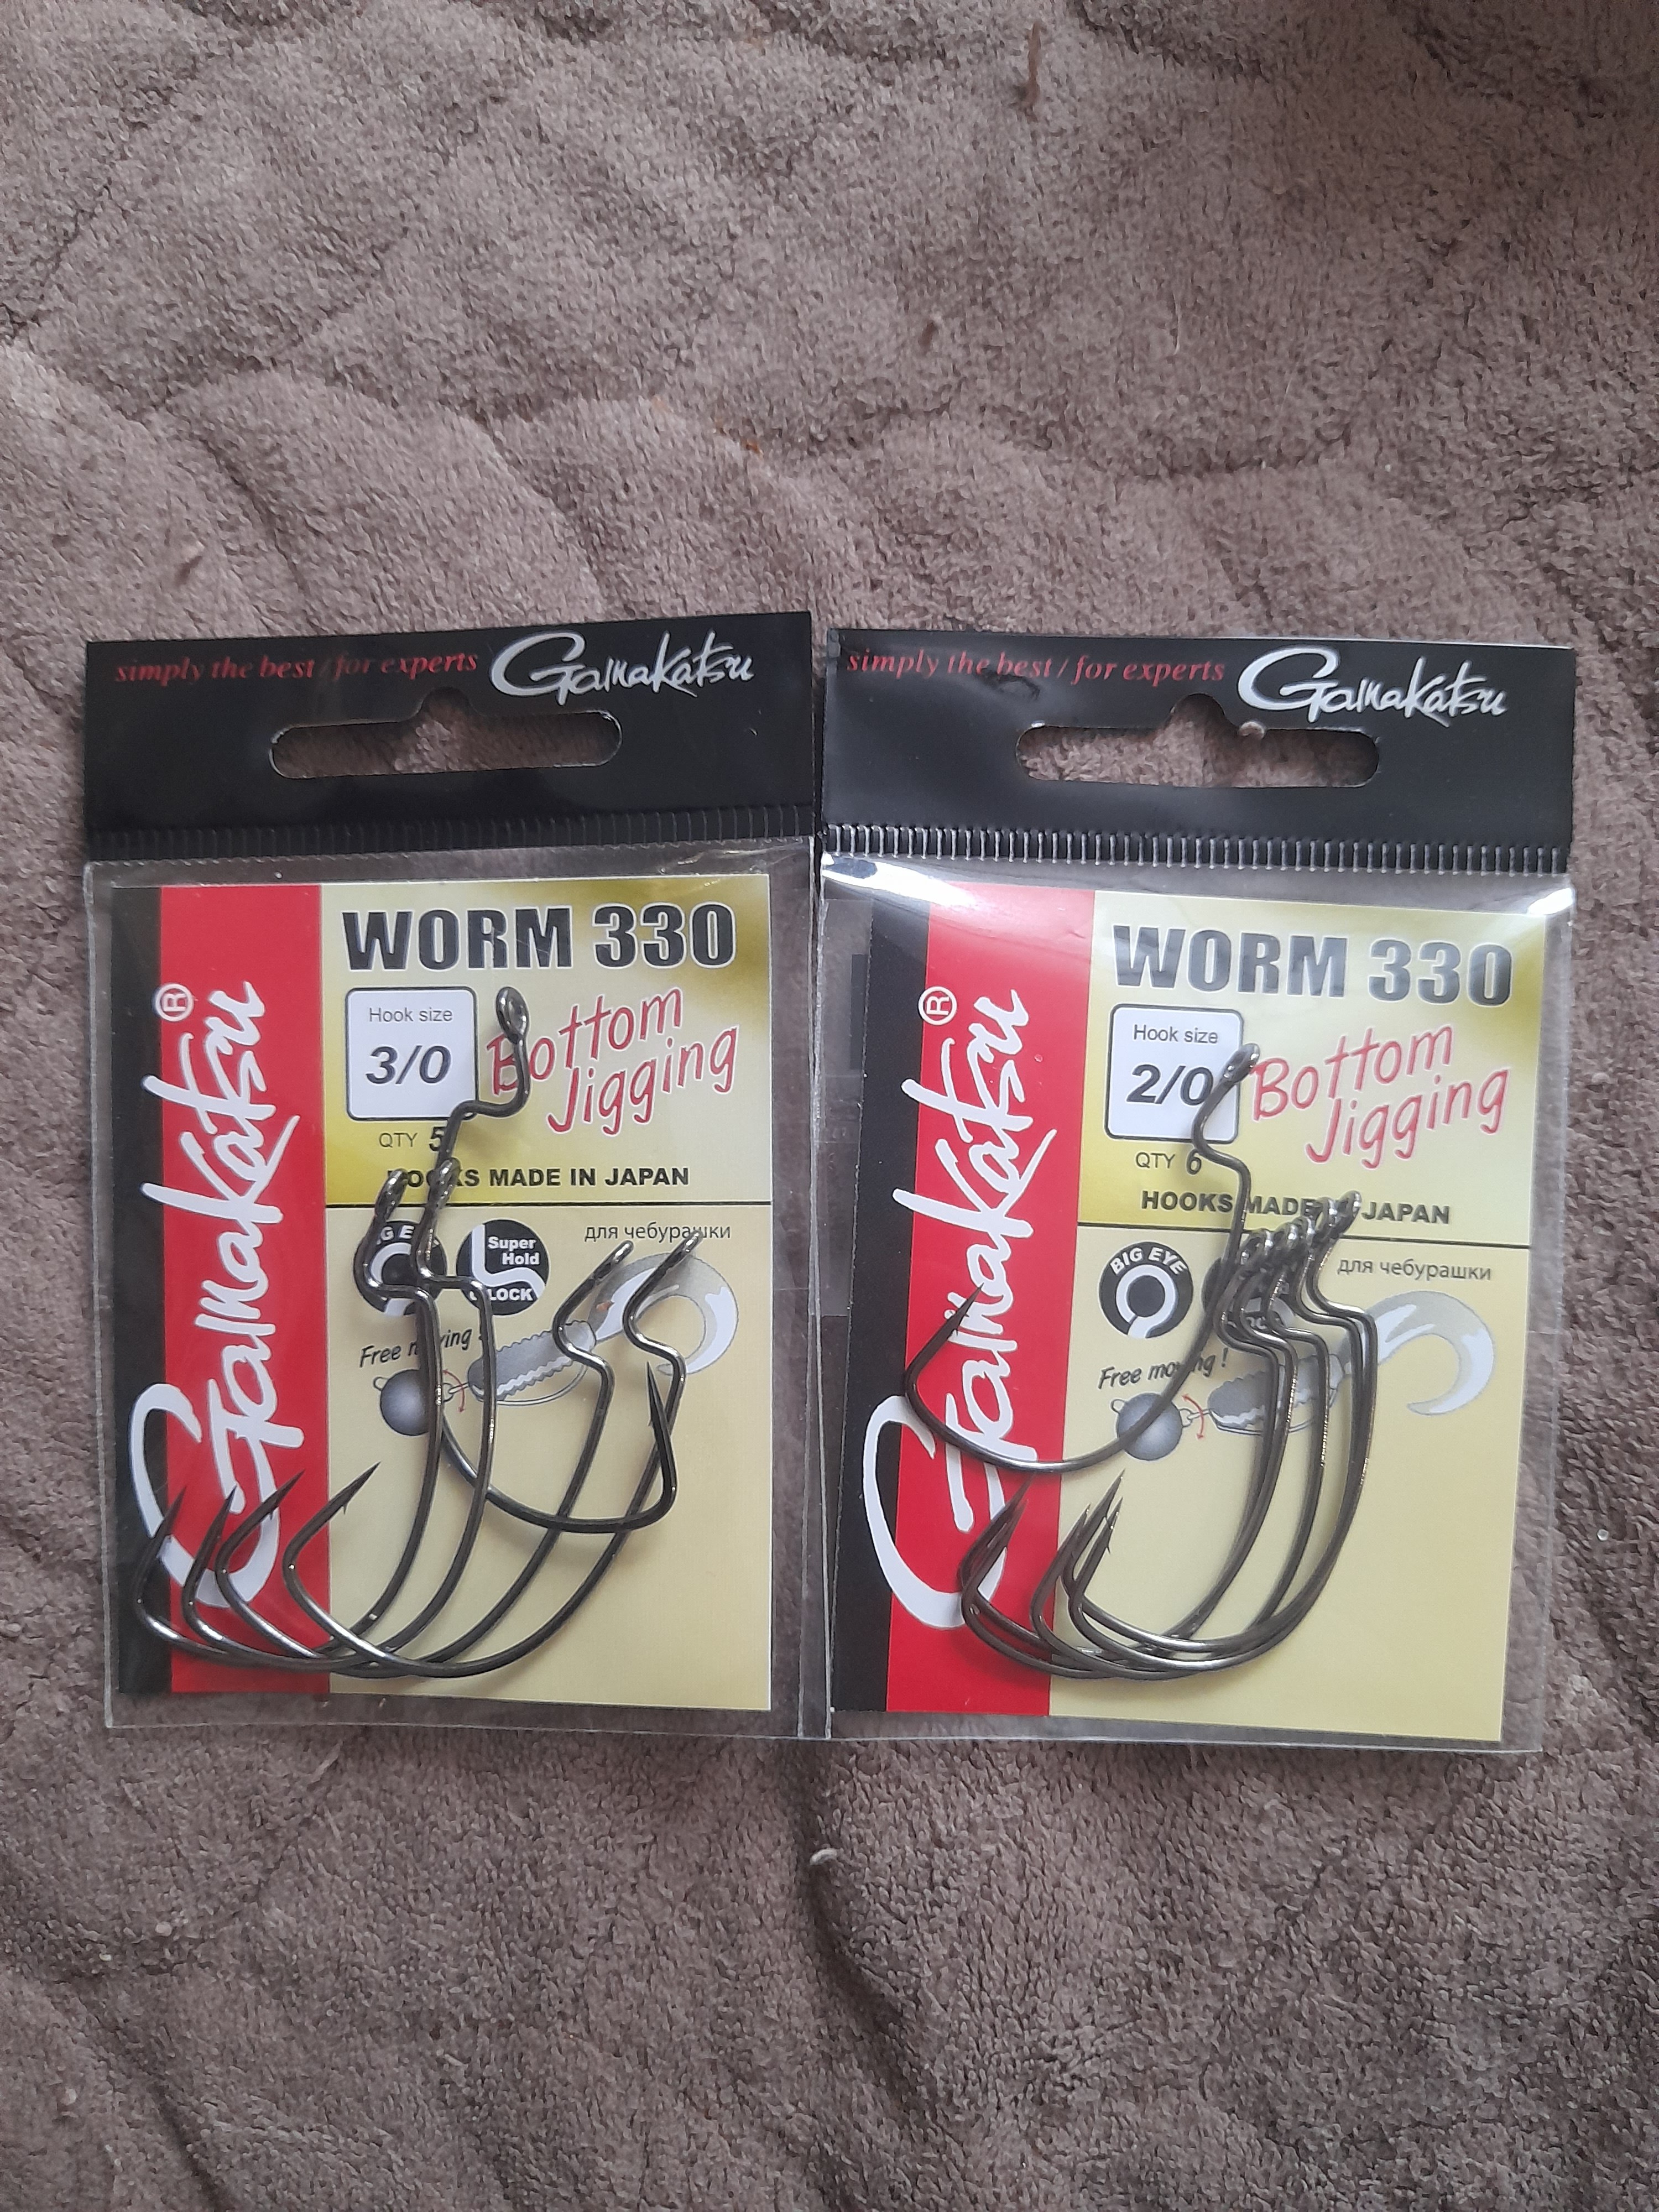 simply the best / for experts Gamakatsu
WORM 330
Hook size
3/0
Bottom
Jigging
QTY 5
HOOKS MADE IN JAPAN
Super
Hold
для чебурашки
Free moving !
Gamakatsu®
simply the best / for experts Gamakatsu
WORM 330
Hook size
2/0
Bottom
Jigging
QTY 6
HOOKS MADE JAPAN
BIG EYE
для чебурашки
Free moving !
Gamakatsu®